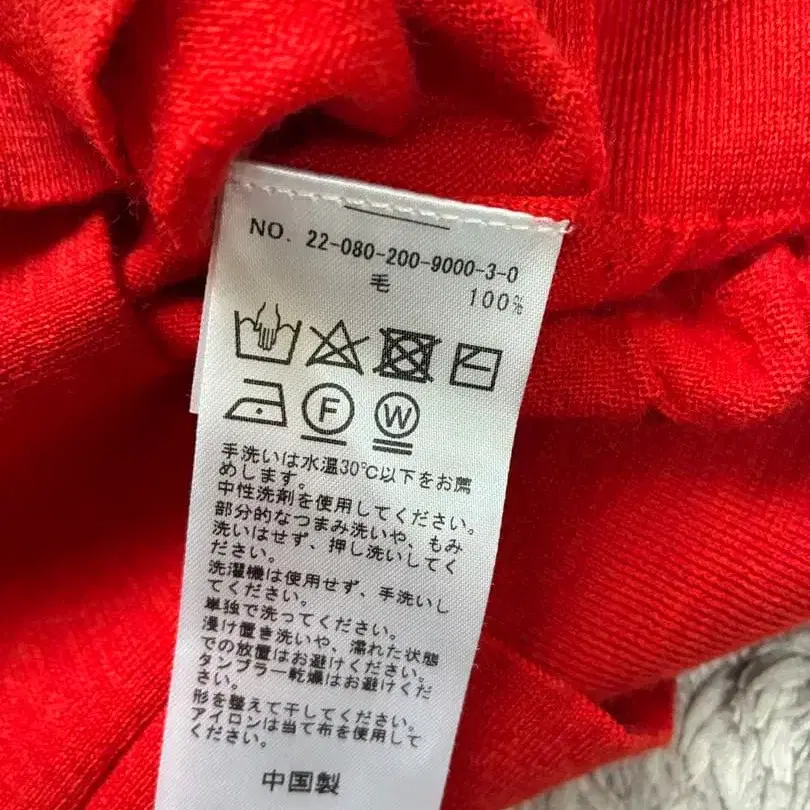 NO. 22-080-200-9000-3-0
毛 100%
F W
手洗いは水温30℃以下をお薦
めします。
中性洗剤を使用してください。
部分的なつまみ洗いや、もみ
洗いはせず、押し洗いしてく
ださい。
洗濯機は使用せず、手洗いし
てください。
単独で洗ってください。
浸け置き洗いや、濡れた状態
での放置はお避けください。
タンブラー乾燥はお避けくだ
さい。
形を整えて干してください。
アイロンは当て布を使用して
ください。
中国製